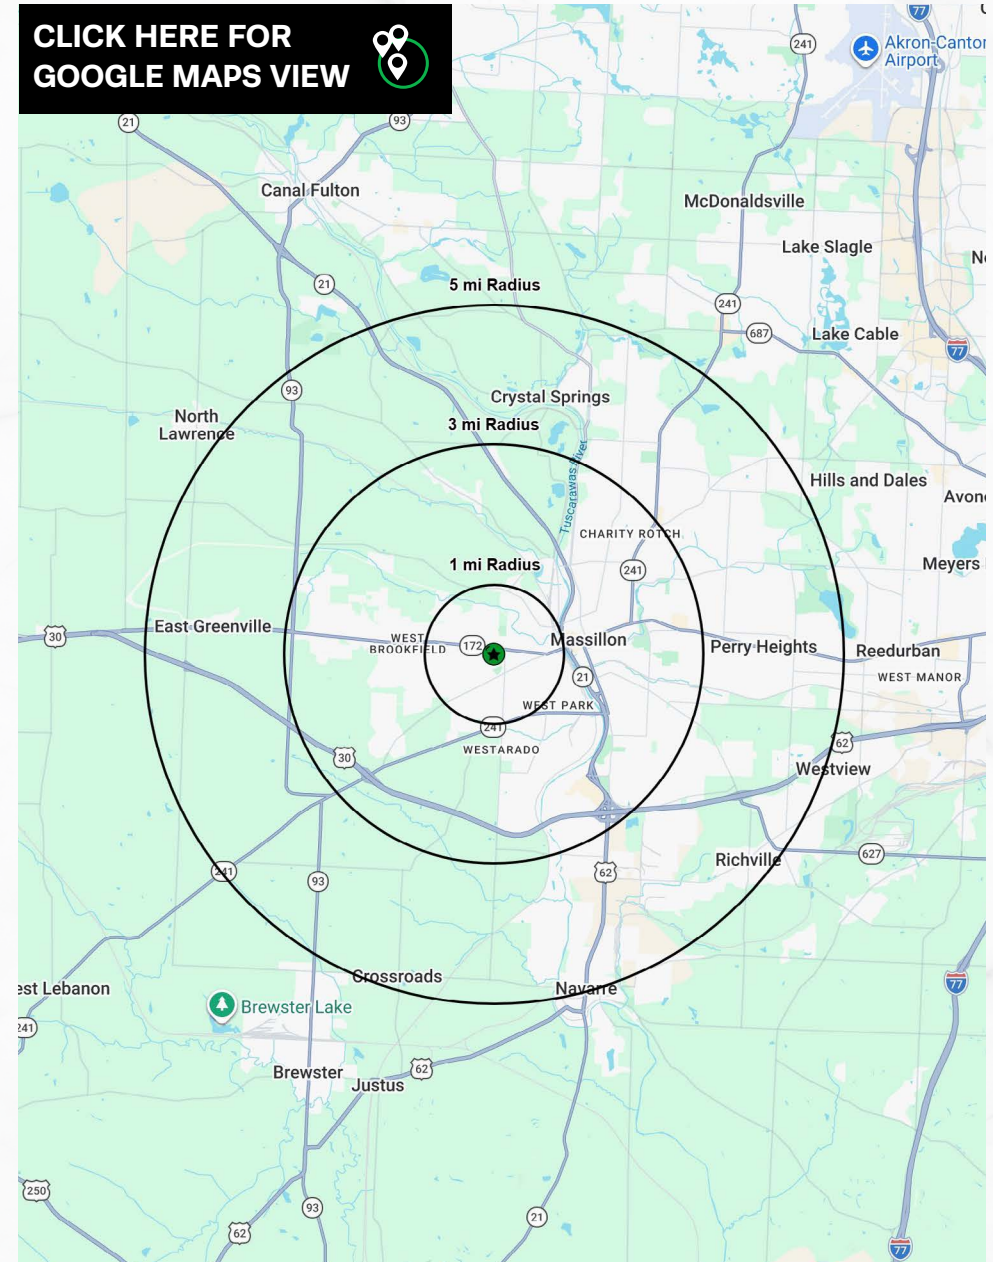 CLICK HERE FOR
GOOGLE MAPS VIEW
77
241
Akron-Canton
Airport
21
93
Canal Fulton
McDonaldsville
Lake Slagle
21
5 mi Radius
241
687
Lake Cable
77
93
Crystal Springs
North
Lawrence
3 mi Radius
Tuscarawas River
Hills and Dales
CHARITY ROTCH
1 mi Radius
241
Meyers
30
East Greenville
WEST
BROOKFIELD
172
Massillon
Perry Heights
Reedurban
WEST MANOR
21
WEST PARK
241
WESTARADO
30
62
Westview
Richville
627
241
93
62
Crossroads
Navarre
est Lebanon
77
Brewster Lake
241
Brewster
Justus
62
250
93
62
21
77